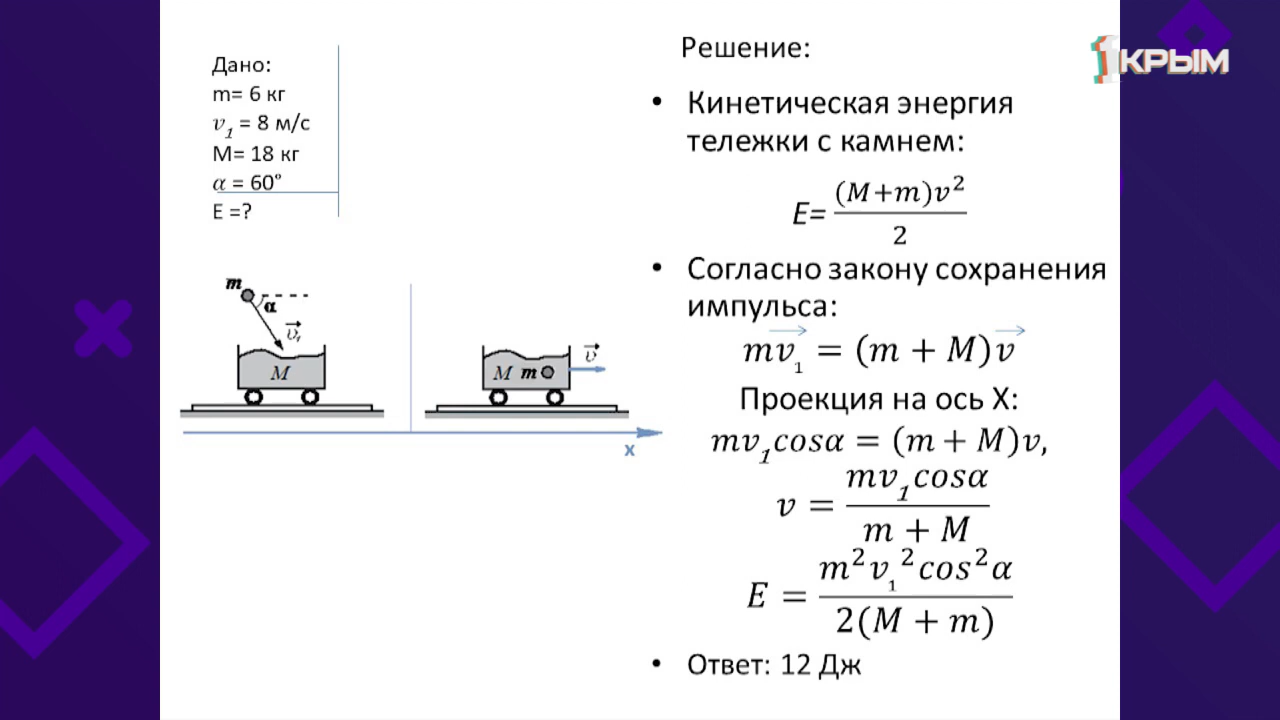 Дано:
m= 6 кг
v₁ = 8 м/с
M= 18 кг
α = 60°
E =?
m
α
v₁
M
M m
v
x
Решение:
• Кинетическая энергия
тележки с камнем:
E= (M+m)v² / 2
• Согласно закону сохранения
импульса:
mv₁ = (m + M)v
Проекция на ось X:
mv₁cosα = (m + M)v,
v = mv₁cosα / m + M
E = m²v₁²cos²α / 2(M + m)
• Ответ: 12 Дж
1КРЫМ